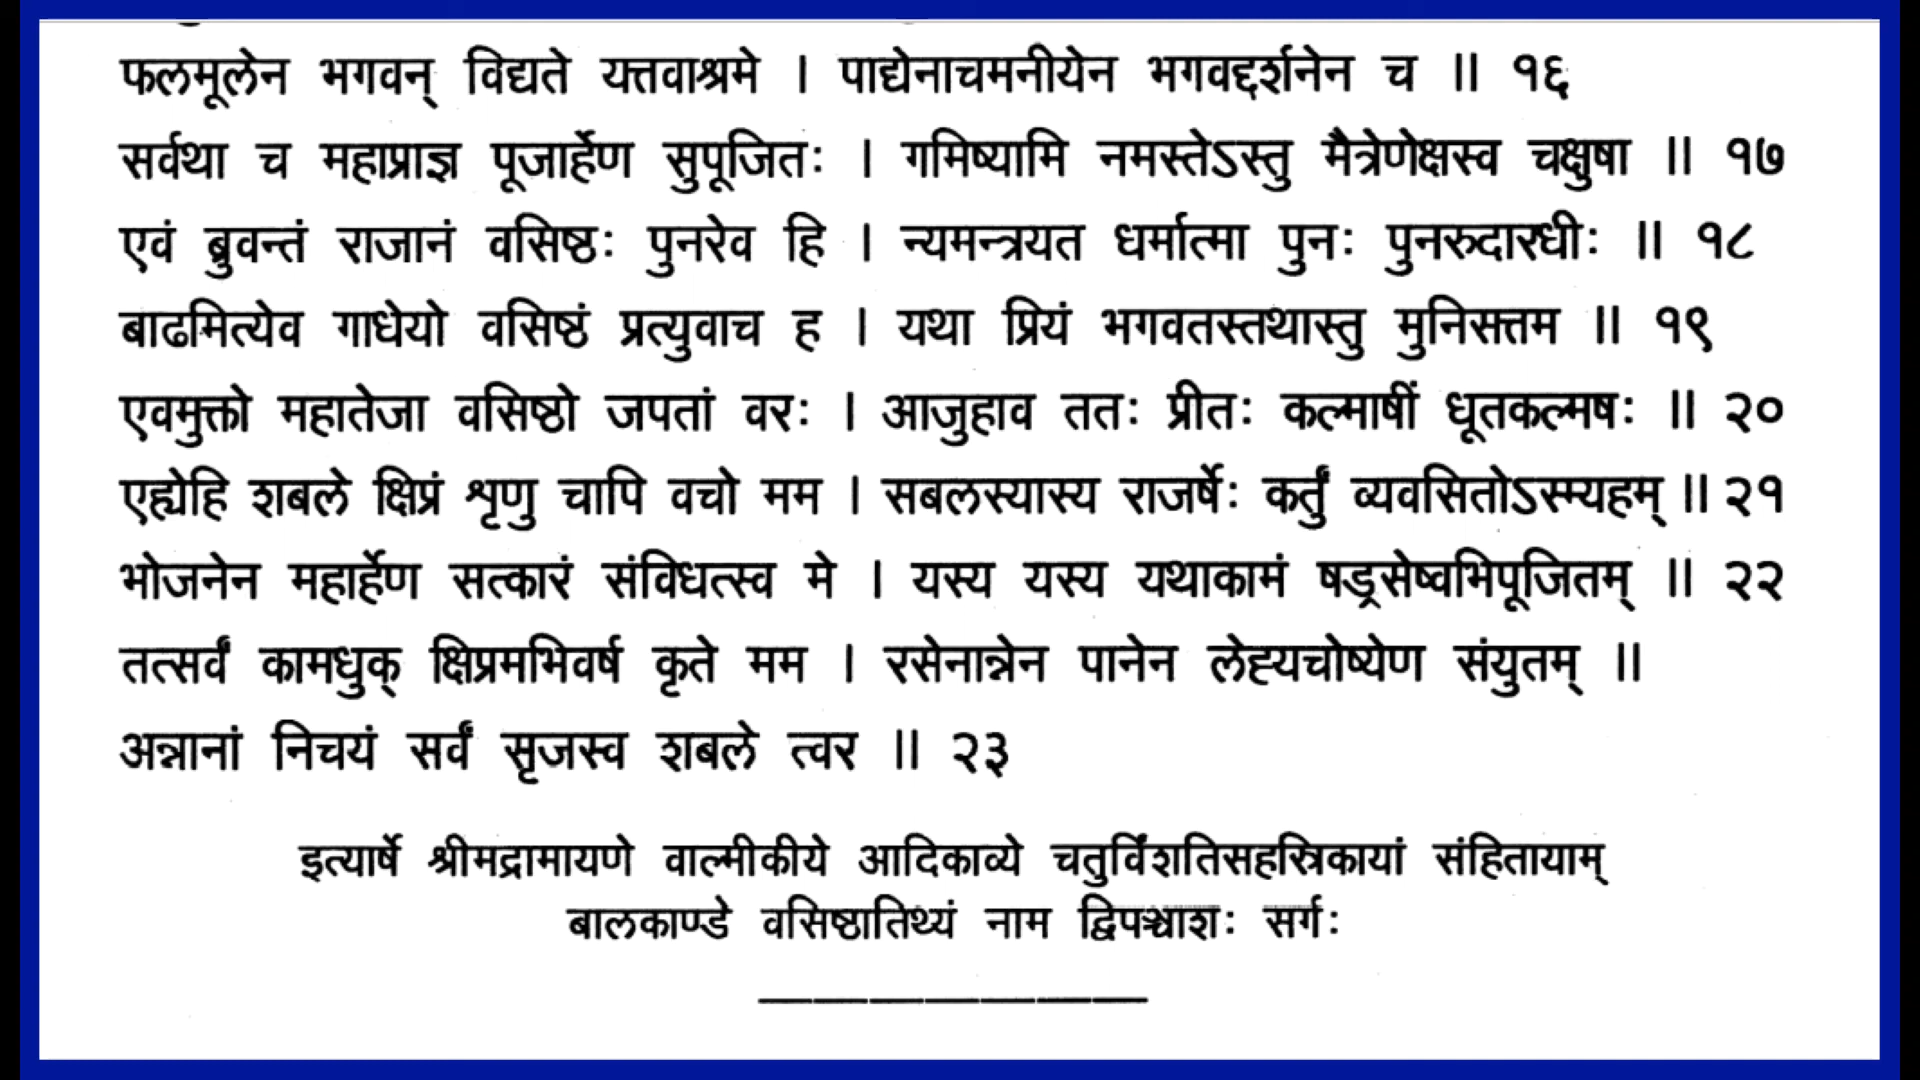 फलमूलेन भगवन् विद्यते यत्तवाश्रमे । पाद्येनाचमनीयेन भगवद्दर्शनेन च ॥ १६
सर्वथा च महाप्राज्ञ पूजार्हेण सुपूजितः । गमिष्यामि नमस्तेऽस्तु मैत्रेणेक्षस्व चक्षुषा ॥ १७
एवं ब्रुवन्तं राजानं वसिष्ठः पुनरेव हि । न्यमन्त्रयत धर्मात्मा पुनः पुनरुदारधीः ॥ १८
बाढमित्येव गाधेयो वसिष्ठं प्रत्युवाच ह । यथा प्रियं भगवतस्तथास्तु मुनिसत्तम ॥ १९
एवमुक्तो महातेजा वसिष्ठो जपतां वरः । आजुहाव ततः प्रीतः कल्माषीं धूतकल्मषः ॥ २०
एह्येहि शबले क्षिप्रं शृणु चापि वचो मम । सबलस्यास्य राजर्षेः कर्तुं व्यवसितोऽस्म्यहम् ॥ २१
भोजनेन महार्हेण सत्कारं संविधत्स्व मे । यस्य यस्य यथाकामं षड्रसेष्वभिपूजितम् ॥ २२
तत्सर्वं कामधुक् क्षिप्रमभिवर्ष कृते मम । रसेनान्नेन पानेन लेह्यचोष्येण संयुतम् ॥
अन्नानां निचयं सर्वं सृजस्व शबले त्वर ॥ २३
इत्यार्षे श्रीमद्रामायणे वाल्मीकीये आदिकाव्ये चतुर्विंशतिसहस्रिकायां संहितायाम्
बालकाण्डे वसिष्ठातिथ्यं नाम द्विपञ्चाशः सर्गः